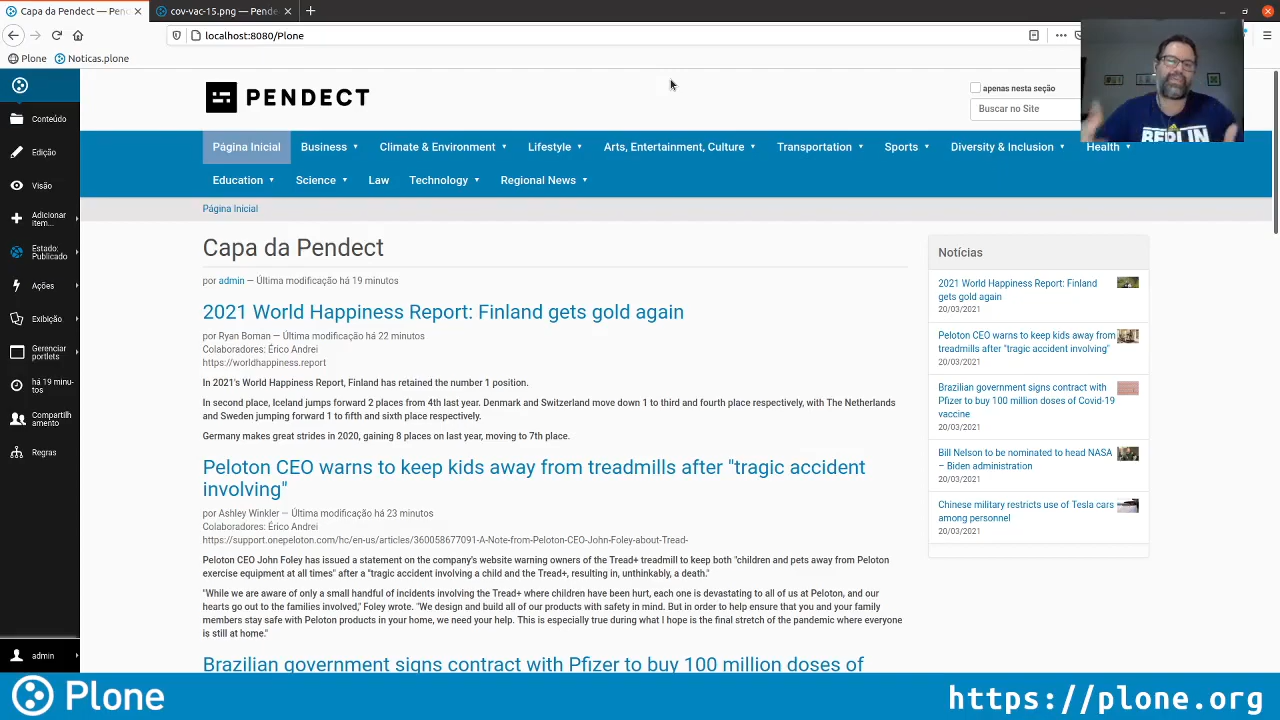 Capa da Pendect — Pende
cov-vac-15.png — Pende
localhost:8080/Plone
Plone
Noticas.plone
Conteúdo
Edição
Visão
Adicionar
item...
Estado:
Publicado
Ações
Exibição
Gerenciar
portlets
há 19 minu-
tos
Compartilh
amento
Regras
admin
PENDECT
apenas nesta seção
Buscar no Site
BERLIN
Página Inicial
Business
Climate & Environment
Lifestyle
Arts, Entertainment, Culture
Transportation
Sports
Diversity & Inclusion
Health
Education
Science
Law
Technology
Regional News
Página Inicial
Capa da Pendect
por admin — Última modificação há 19 minutos
2021 World Happiness Report: Finland gets gold again
por Ryan Boman — Última modificação há 22 minutos
Colaboradores: Érico Andrei
https://worldhappiness.report
In 2021's World Happiness Report, Finland has retained the number 1 position.
In second place, Iceland jumps forward 2 places from 4th last year. Denmark and Switzerland move down 1 to third and fourth place respectively, with The Netherlands
and Sweden jumping forward 1 to fifth and sixth place respectively.
Germany makes great strides in 2020, gaining 8 places on last year, moving to 7th place.
Peloton CEO warns to keep kids away from treadmills after "tragic accident
involving"
por Ashley Winkler — Última modificação há 23 minutos
Colaboradores: Érico Andrei
https://support.onepeloton.com/hc/en-us/articles/360058677091-A-Note-from-Peloton-CEO-John-Foley-about-Tread-
Peloton CEO John Foley has issued a statement on the company's website warning owners of the Tread+ treadmill to keep both "children and pets away from Peloton
exercise equipment at all times" after a "tragic accident involving a child and the Tread+, resulting in, unthinkably, a death."
"While we are aware of only a small handful of incidents involving the Tread+ where children have been hurt, each one is devastating to all of us at Peloton, and our
hearts go out to the families involved," Foley wrote. "We design and build all of our products with safety in mind. But in order to help ensure that you and your family
members stay safe with Peloton products in your home, we need your help. This is especially true during what I hope is the final stretch of the pandemic where everyone
is still at home."
Brazilian government signs contract with Pfizer to buy 100 million doses of
Notícias
2021 World Happiness Report: Finland
gets gold again
20/03/2021
Peloton CEO warns to keep kids away from
treadmills after "tragic accident involving"
20/03/2021
Brazilian government signs contract with
Pfizer to buy 100 million doses of Covid-19
vaccine
20/03/2021
Bill Nelson to be nominated to head NASA
– Biden administration
20/03/2021
Chinese military restricts use of Tesla cars
among personnel
20/03/2021
Plone
https://plone.org